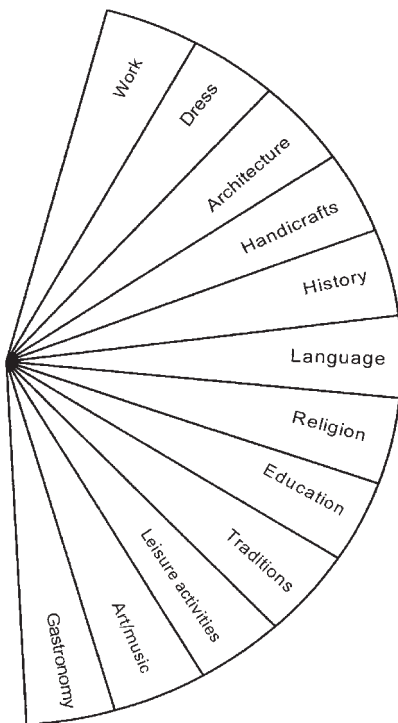 Work
Dress
Architecture
Handicrafts
History
Language
Religion
Education
Traditions
Leisure activities
Art/music
Gastronomy